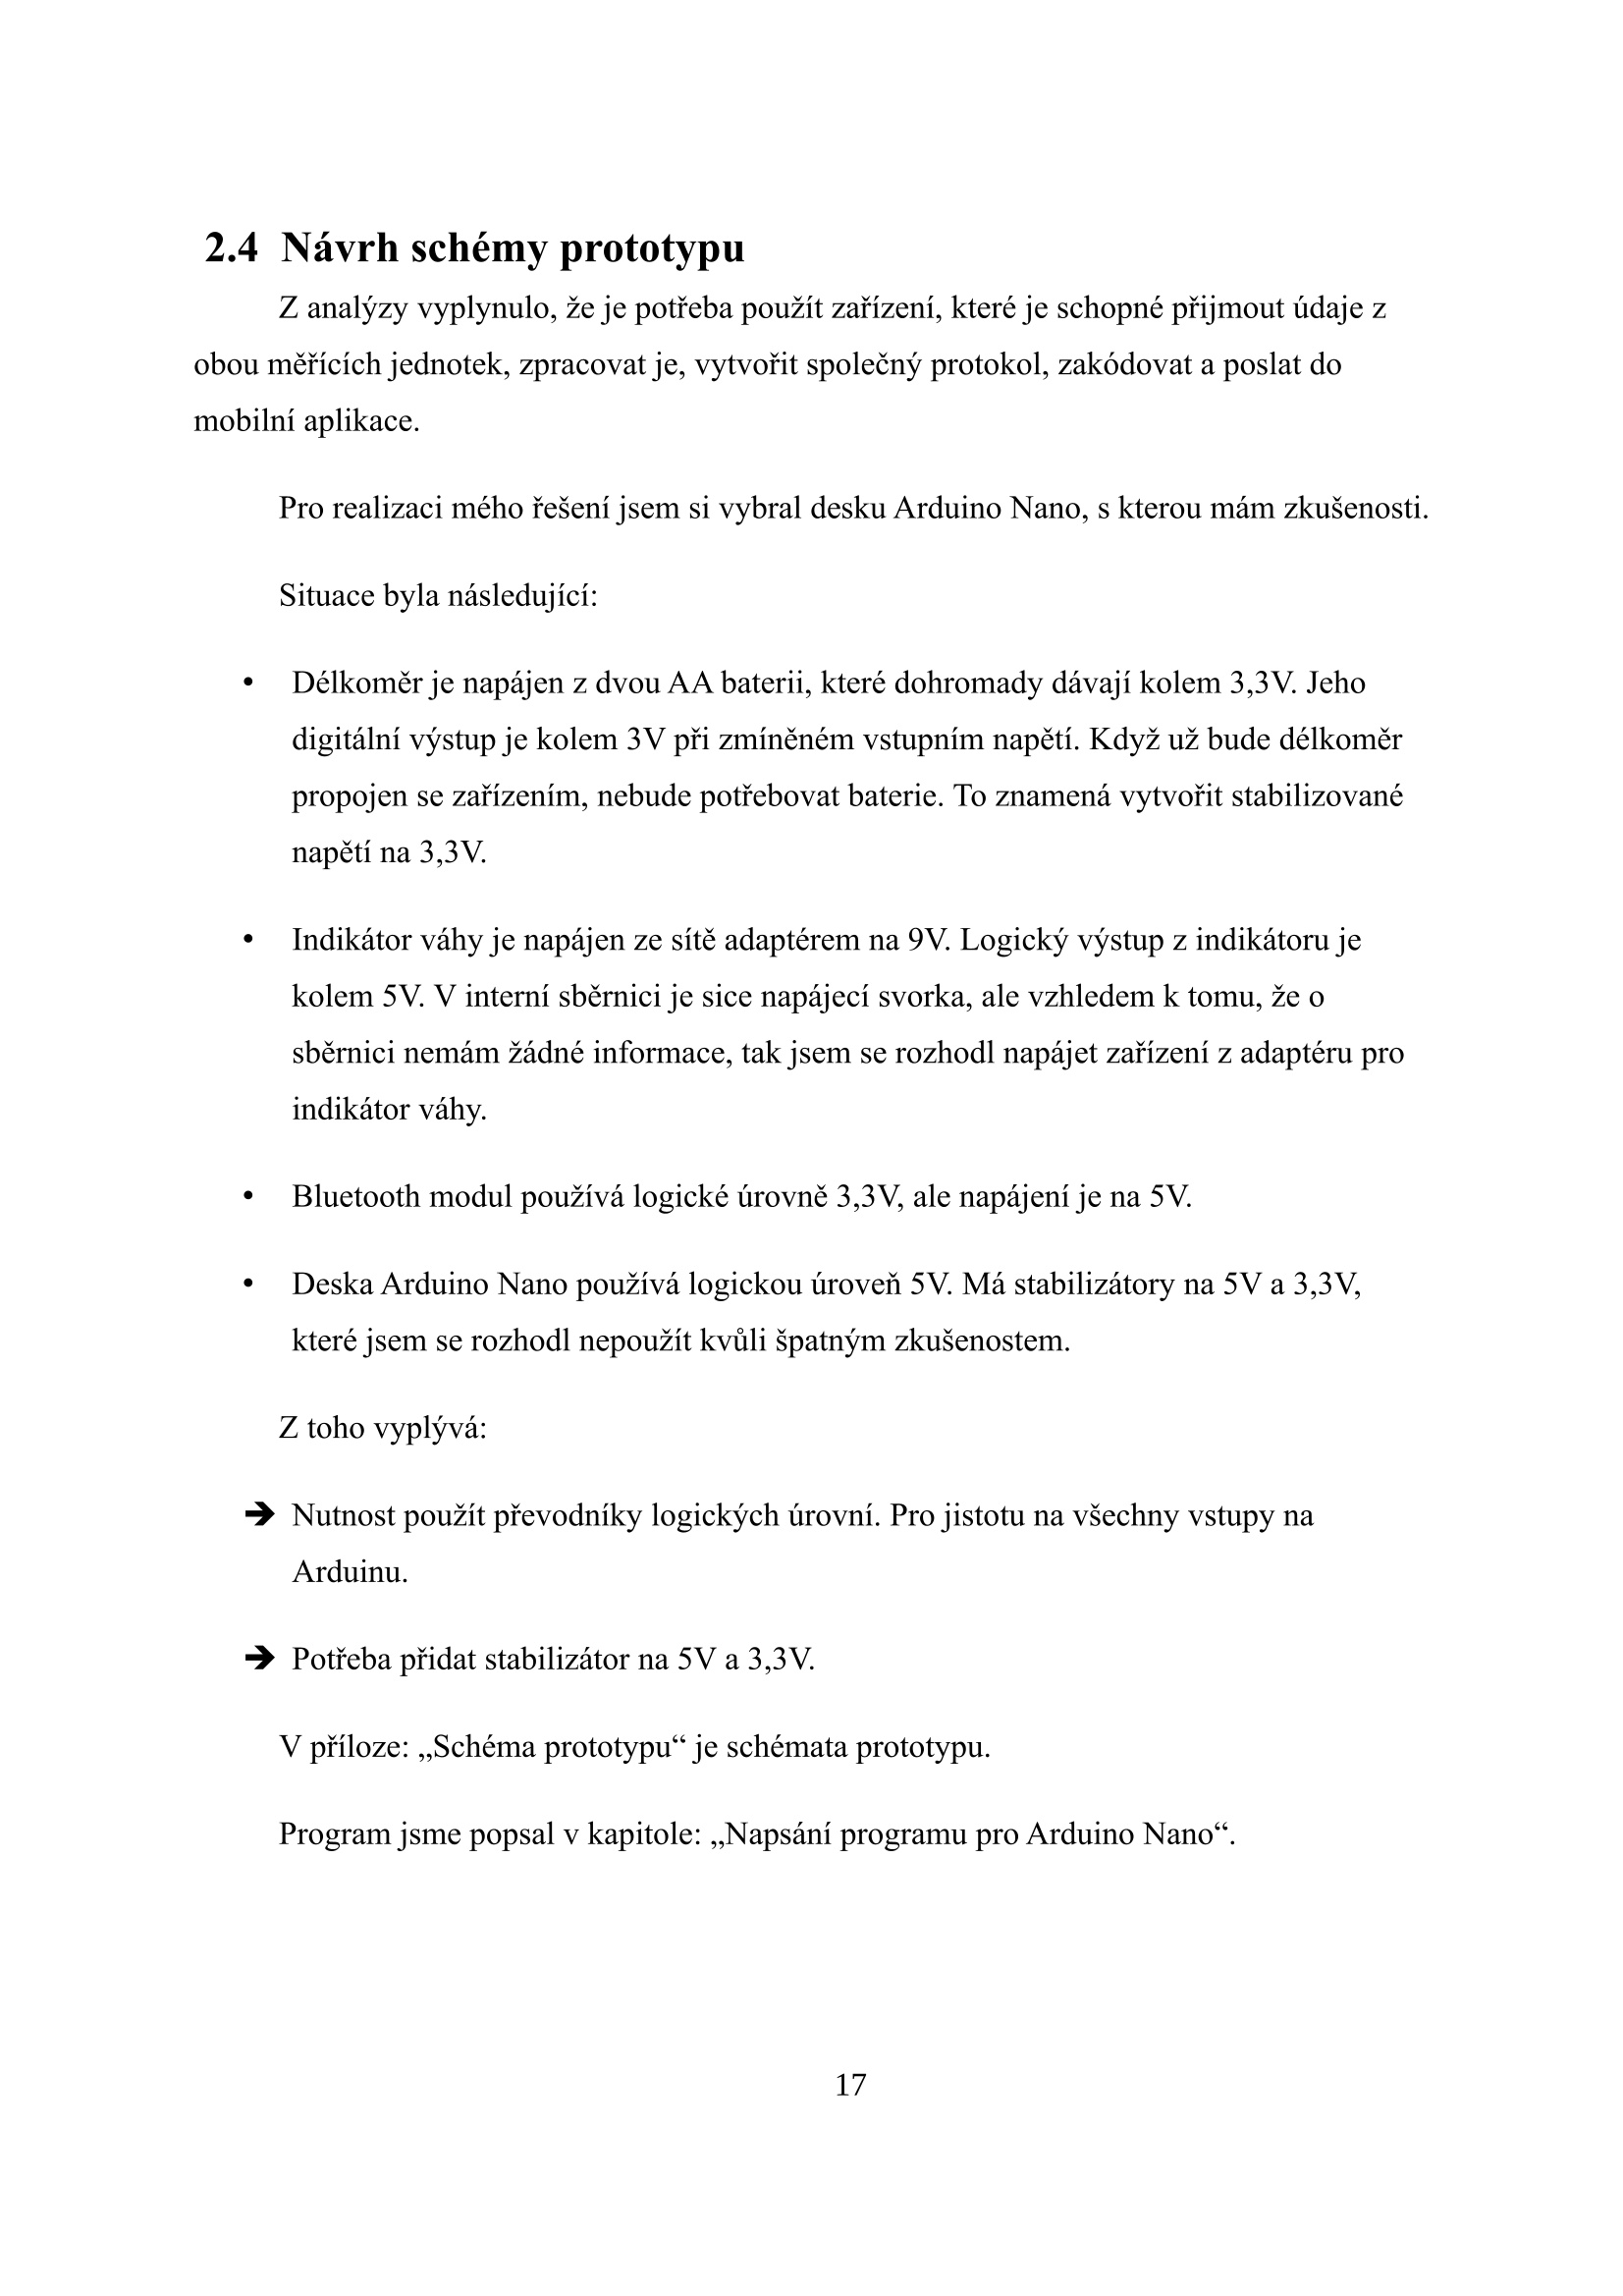 2.4 Návrh schémy prototypu
Z analýzy vyplynulo, že je potřeba použít zařízení, které je schopné přijmout údaje z
obou měřících jednotek, zpracovat je, vytvořit společný protokol, zakódovat a poslat do
mobilní aplikace.
Pro realizaci mého řešení jsem si vybral desku Arduino Nano, s kterou mám zkušenosti.
Situace byla následující:
• Délkoměr je napájen z dvou AA baterii, které dohromady dávají kolem 3,3V. Jeho
digitální výstup je kolem 3V při zmíněném vstupním napětí. Když už bude délkoměr
propojen se zařízením, nebude potřebovat baterie. To znamená vytvořit stabilizované
napětí na 3,3V.
• Indikátor váhy je napájen ze sítě adaptérem na 9V. Logický výstup z indikátoru je
kolem 5V. V interní sběrnici je sice napájecí svorka, ale vzhledem k tomu, že o
sběrnici nemám žádné informace, tak jsem se rozhodl napájet zařízení z adaptéru pro
indikátor váhy.
• Bluetooth modul používá logické úrovně 3,3V, ale napájení je na 5V.
• Deska Arduino Nano používá logickou úroveň 5V. Má stabilizátory na 5V a 3,3V,
které jsem se rozhodl nepoužít kvůli špatným zkušenostem.
Z toho vyplývá:
➔ Nutnost použít převodníky logických úrovní. Pro jistotu na všechny vstupy na
Arduinu.
➔ Potřeba přidat stabilizátor na 5V a 3,3V.
V příloze: „Schéma prototypu“ je schémata prototypu.
Program jsme popsal v kapitole: „Napsání programu pro Arduino Nano“.
17